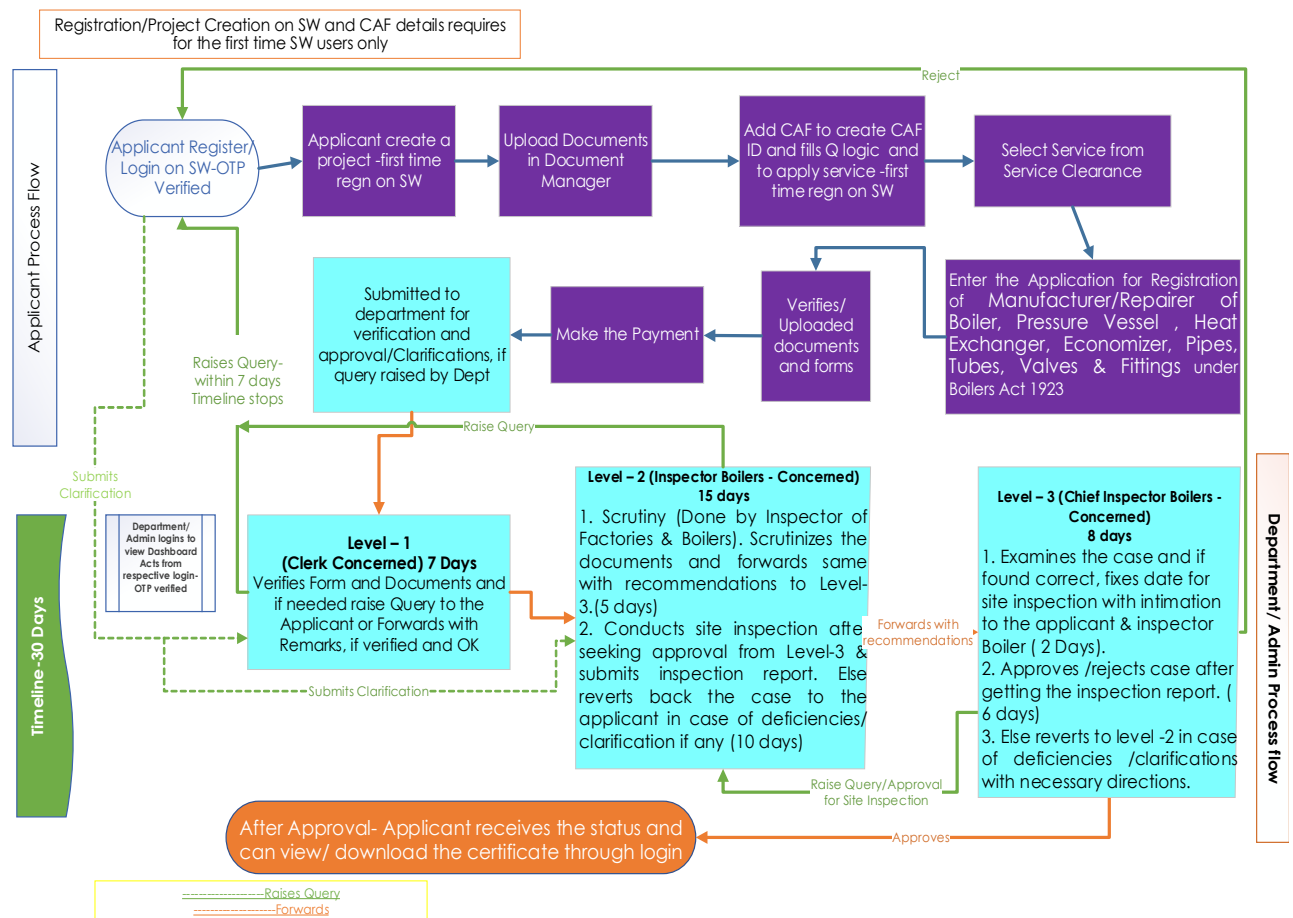 Registration/Project Creation on SW and CAF details requires
for the first time SW users only
Reject
Applicant Process Flow
Applicant Register/
Login on SW-OTP
Verified
Applicant create a
project -first time
regn on SW
Upload Documents
in Document
Manager
Add CAF to create CAF
ID and fills Q logic and
to apply service -first
time regn on SW
Select Service from
Service Clearance
Enter the Application for Registration
of Manufacturer/Repairer of
Boiler, Pressure Vessel , Heat
Exchanger, Economizer, Pipes,
Tubes, Valves & Fittings under
Boilers Act 1923
Verifies/
Uploaded
documents
and forms
Make the Payment
Submitted to
department for
verification and
approval/Clarifications, if
query raised by Dept
Raises Query-
within 7 days
Timeline stops
Raise Query
Submits
Clarification
Timeline-30 Days
Department/
Admin logins to
view Dashboard
Acts from
respective login-
OTP verified
Level – 1
(Clerk Concerned) 7 Days
Verifies Form and Documents and
if needed raise Query to the
Applicant or Forwards with
Remarks, if verified and OK
Submits Clarification
Level – 2 (Inspector Boilers - Concerned)
15 days
1. Scrutiny (Done by Inspector of
Factories & Boilers). Scrutinizes the
documents and forwards same
with recommendations to Level-
3.(5 days)
2. Conducts site inspection after
seeking approval from Level-3 &
submits inspection report. Else
reverts back the case to the
applicant in case of deficiencies/
clarification if any (10 days)
Forwards with
recommendations
Level – 3 (Chief Inspector Boilers -
Concerned)
8 days
1. Examines the case and if
found correct, fixes date for
site inspection with intimation
to the applicant & inspector
Boiler ( 2 Days).
2. Approves /rejects case after
getting the inspection report. (
6 days)
3. Else reverts to level -2 in case
of deficiencies /clarifications
with necessary directions.
Department/ Admin Process flow
Raise Query/Approval
for Site Inspection
Approves
After Approval- Applicant receives the status and
can view/ download the certificate through login
--------------------Raises Query
--------------------Forwards